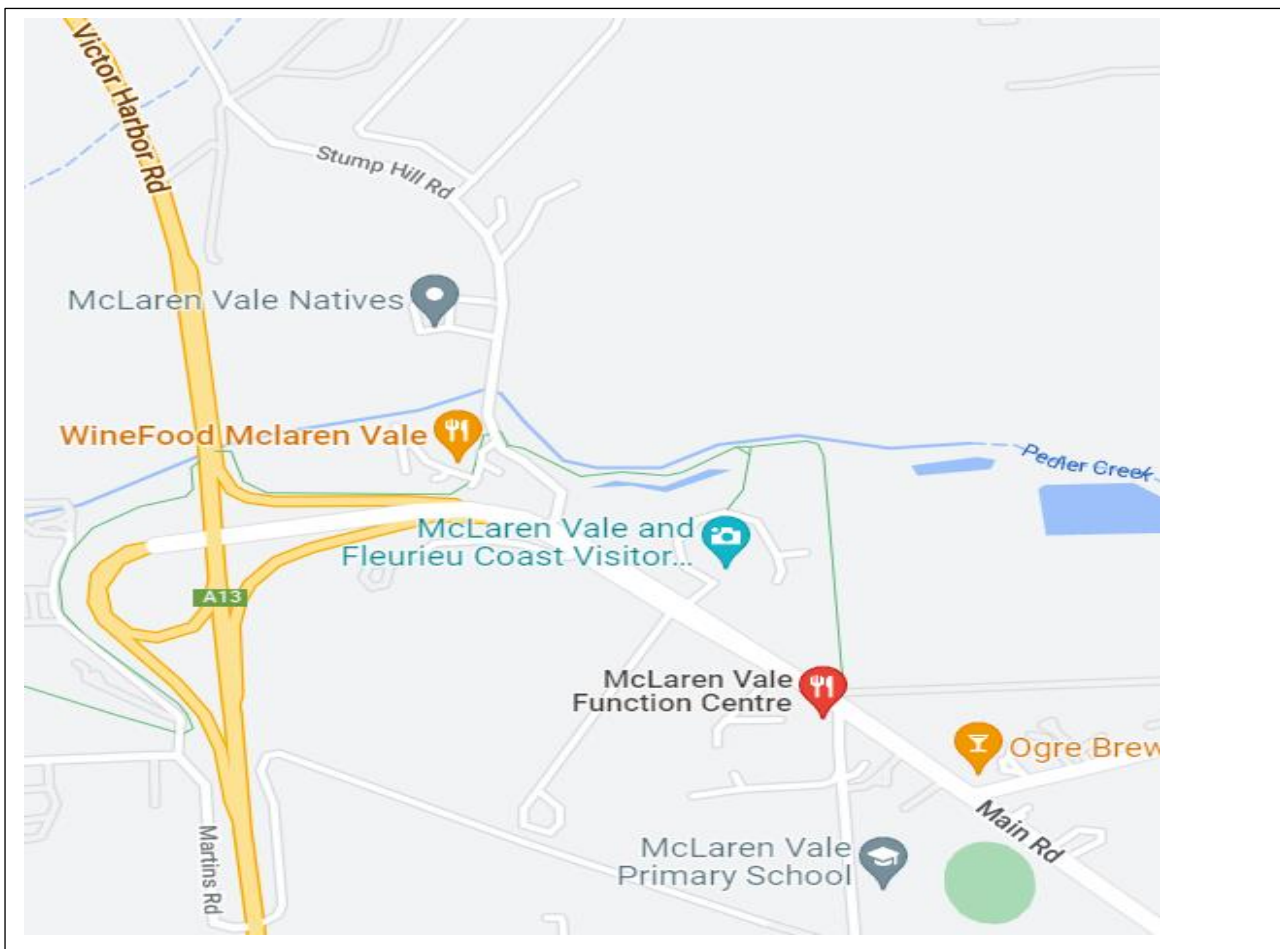 Victor Harbor Rd
Stump Hill Rd
McLaren Vale Natives
WineFood Mclaren Vale
Pedler Creek
McLaren Vale and
Fleurieu Coast Visitor...
A13
McLaren Vale
Function Centre
Ogre Brew
Main Rd
Martins Rd
McLaren Vale
Primary School